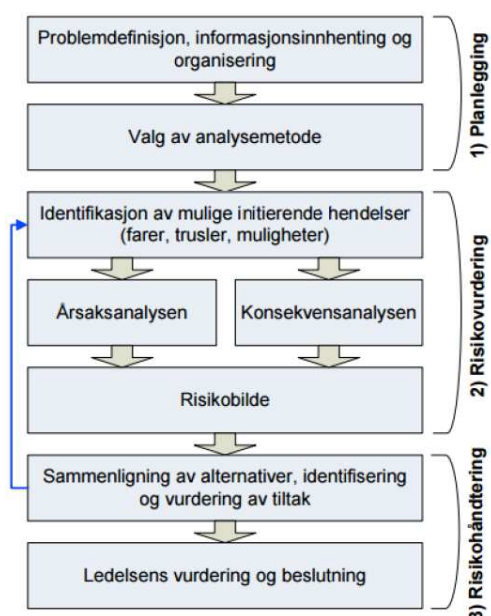 Problemdefinisjon, informasjonsinnhenting og
organisering
Valg av analysemetode
1) Planlegging
Identifikasjon av mulige initierende hendelser
(farer, trusler, muligheter)
Årsaksanalysen
Konsekvensanalysen
Risikobilde
2) Risikovurdering
Sammenligning av alternativer, identifisering
og vurdering av tiltak
Ledelsens vurdering og beslutning
3) Risikohåndtering